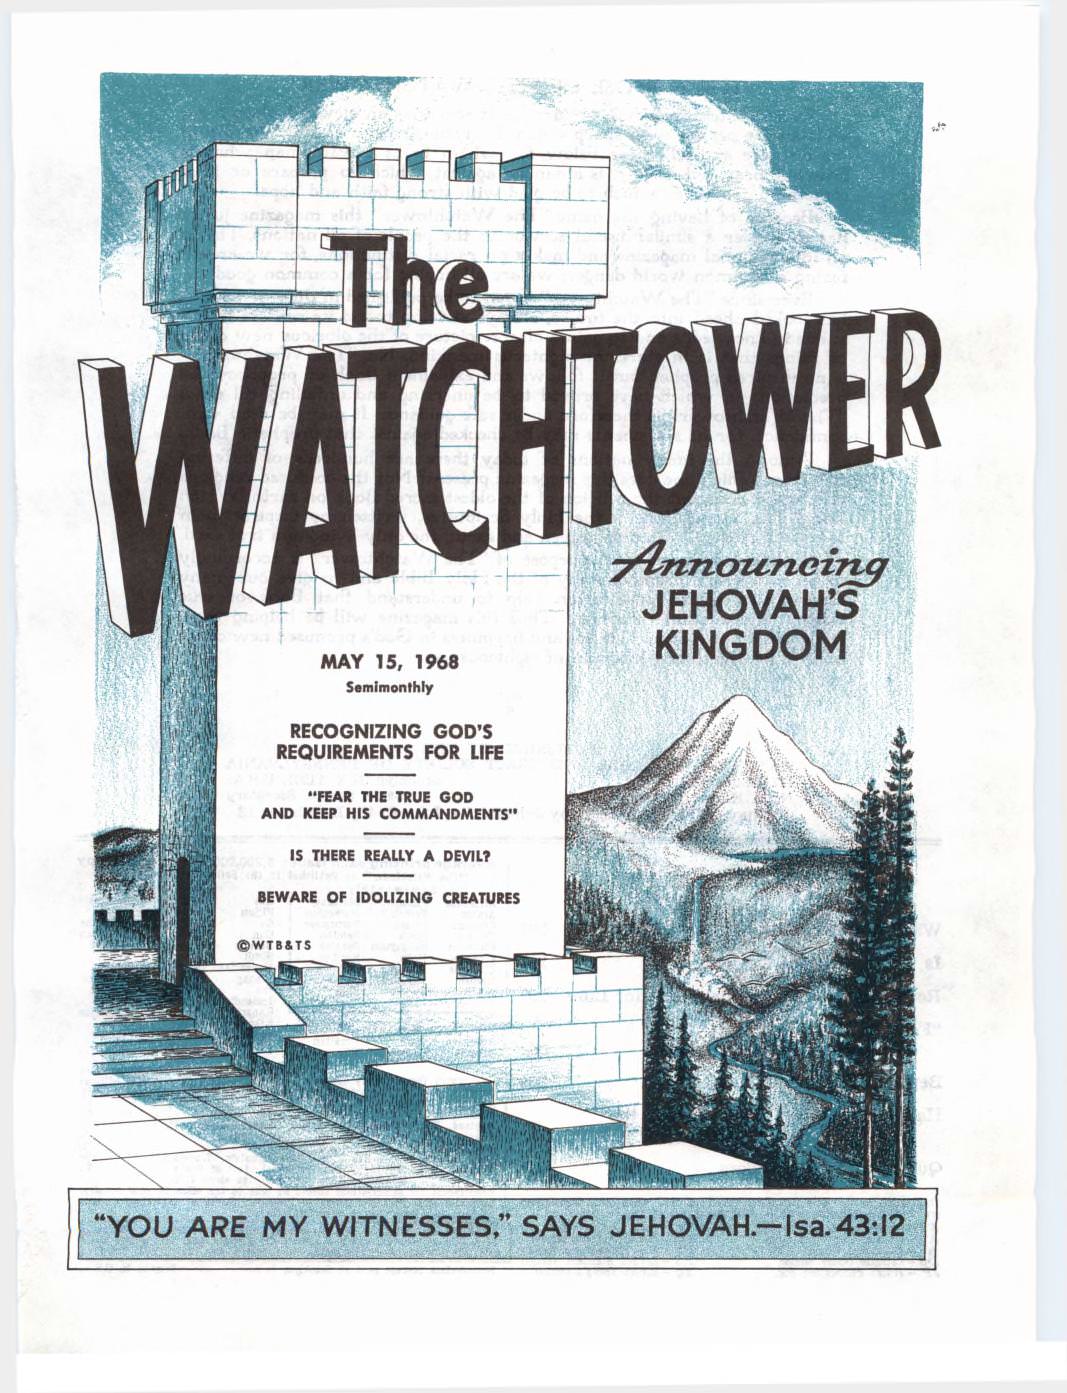 The
WATCHTOWER
Announcing
JEHOVAH'S
KINGDOM
MAY 15, 1968
Semimonthly
RECOGNIZING GOD'S
REQUIREMENTS FOR LIFE
"FEAR THE TRUE GOD
AND KEEP HIS COMMANDMENTS"
IS THERE REALLY A DEVIL?
BEWARE OF IDOLIZING CREATURES
©WTB&TS
"YOU ARE MY WITNESSES," SAYS JEHOVAH.—Isa. 43:12